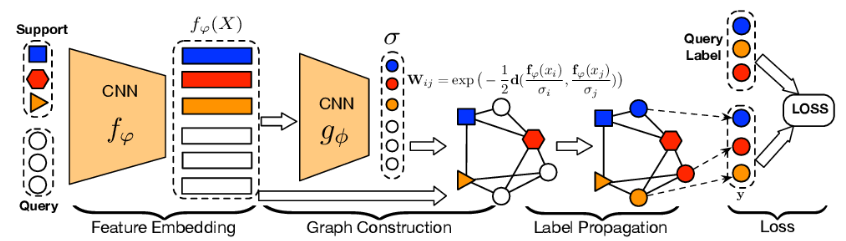 Support
Query
CNN
f_φ
f_φ(X)
CNN
g_ϕ
σ
W_ij = exp(−1/2 d(f_φ(x_i)/σ_i, f_φ(x_j)/σ_j))
Query
Label
LOSS
y
Feature Embedding
Graph Construction
Label Propagation
Loss